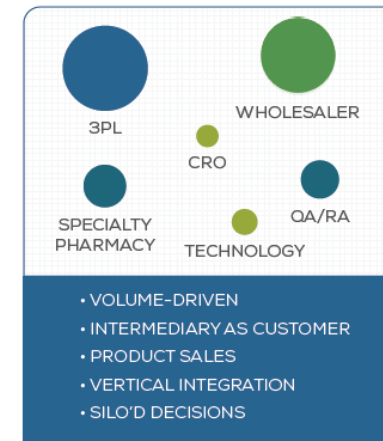 3PL
WHOLESALER
CRO
SPECIALTY
PHARMACY
QA/RA
TECHNOLOGY
• VOLUME-DRIVEN
• INTERMEDIARY AS CUSTOMER
• PRODUCT SALES
• VERTICAL INTEGRATION
• SILO'D DECISIONS